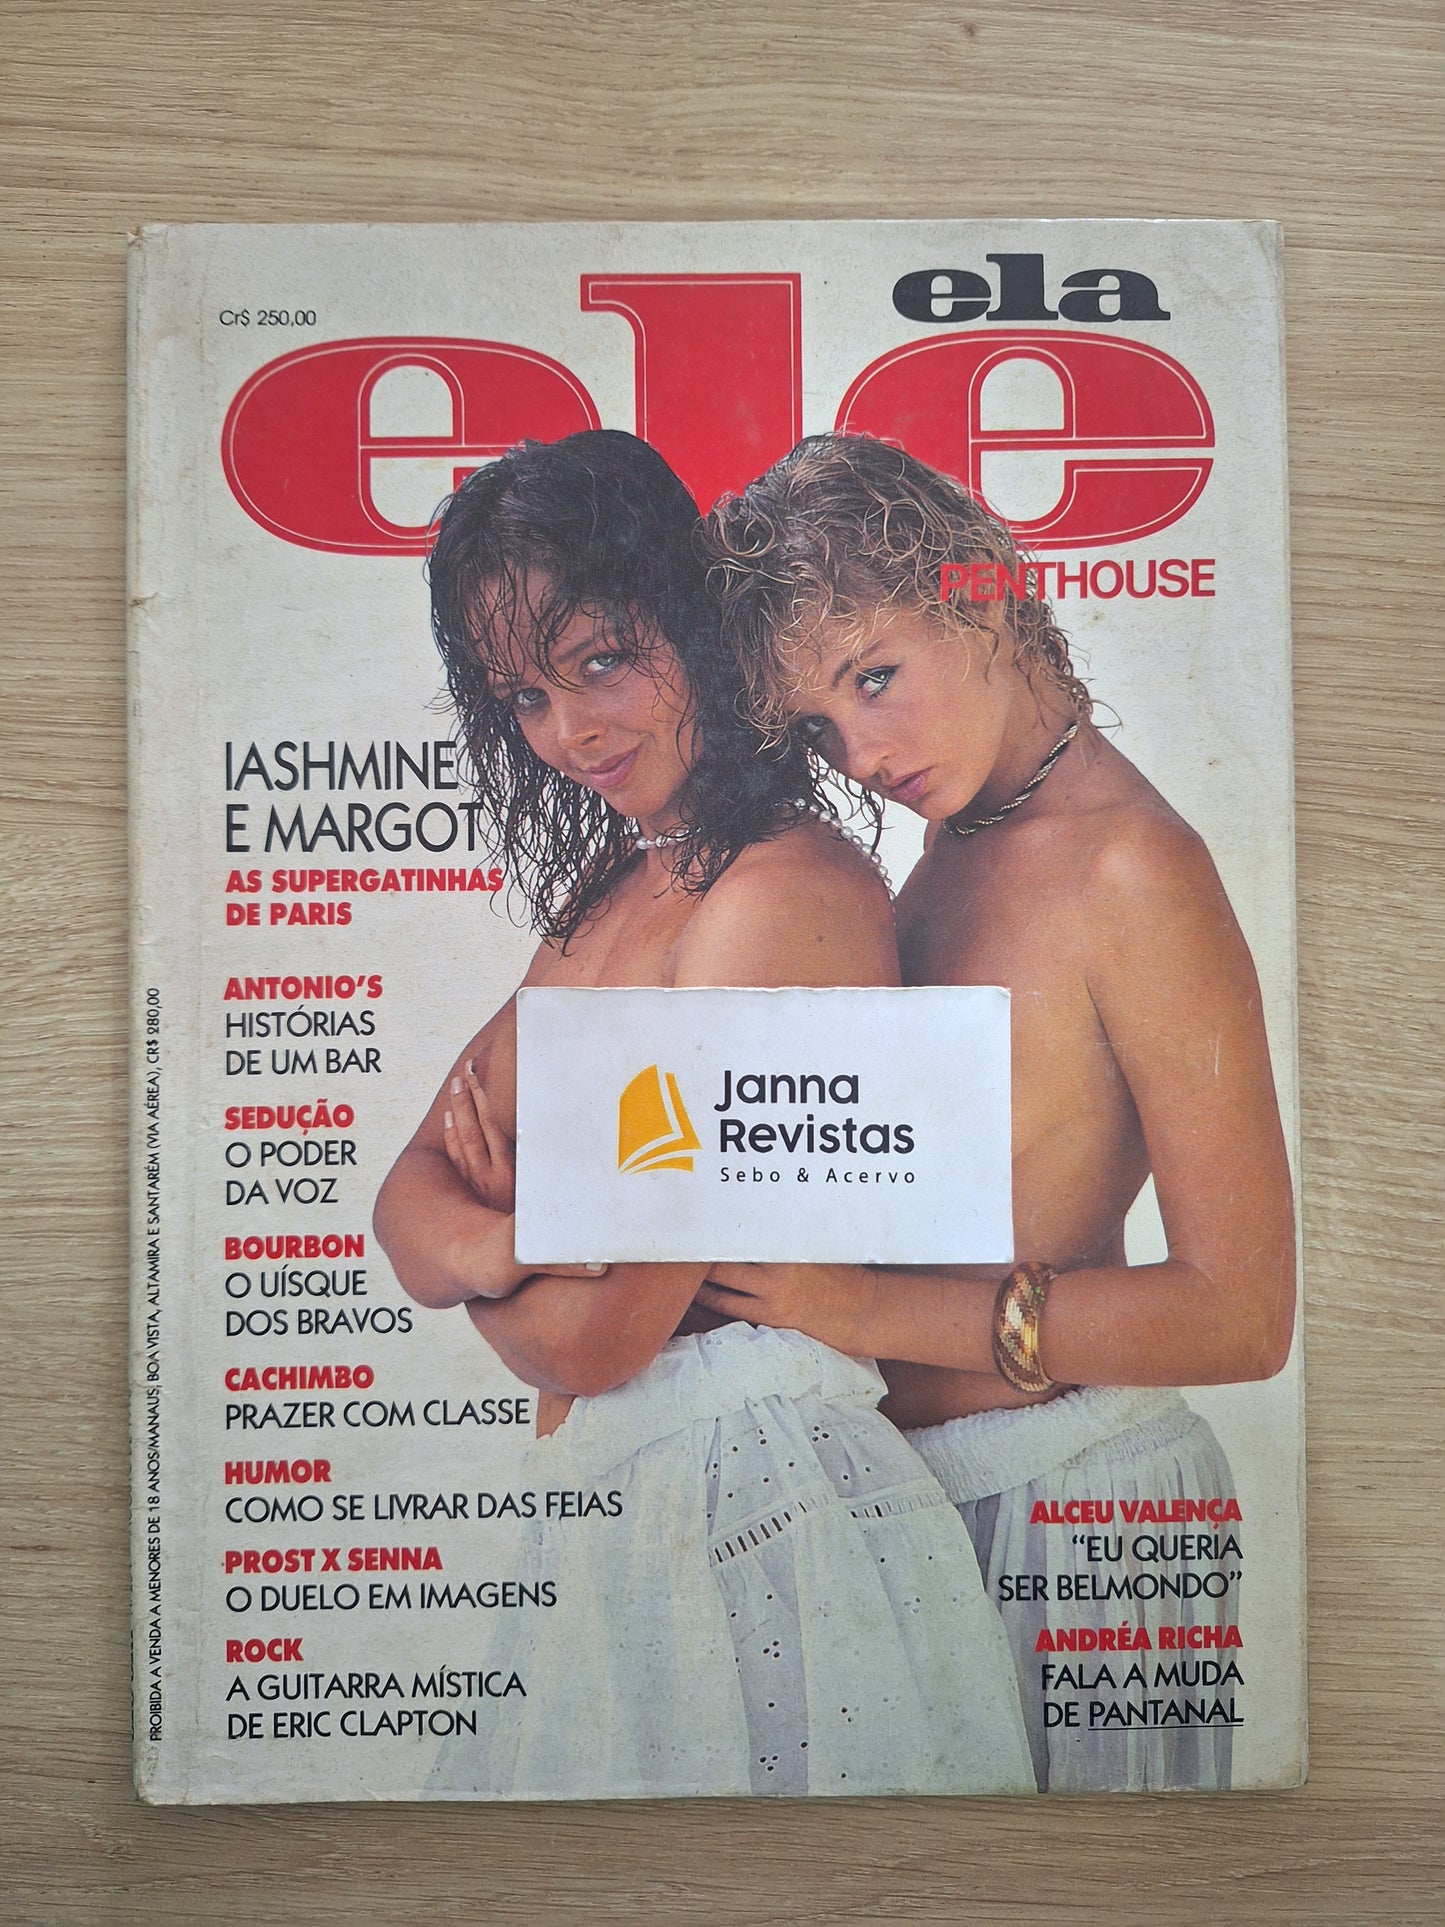 Cr$ 250,00
ela
ele
PENTHOUSE
IASHMINE
E MARGOT
AS SUPERGATINHAS
DE PARIS
ANTONIO'S
HISTÓRIAS
DE UM BAR
SEDUÇÃO
O PODER
DA VOZ
BOURBON
O UÍSQUE
DOS BRAVOS
CACHIMBO
PRAZER COM CLASSE
HUMOR
COMO SE LIVRAR DAS FEIAS
PROST X SENNA
O DUELO EM IMAGENS
ROCK
A GUITARRA MÍSTICA
DE ERIC CLAPTON
ALCEU VALENÇA
“EU QUERIA
SER BELMONDO”
ANDRÉA RICHA
FALA A MUDA
DE PANTANAL
Janna
Revistas
Sebo & Acervo
PROIBIDA A VENDA A MENORES DE 18 ANOS/MANAUS, BOA VISTA, ALTAMIRA E SANTARÉM (VIA AÉREA), CR$ 280,00